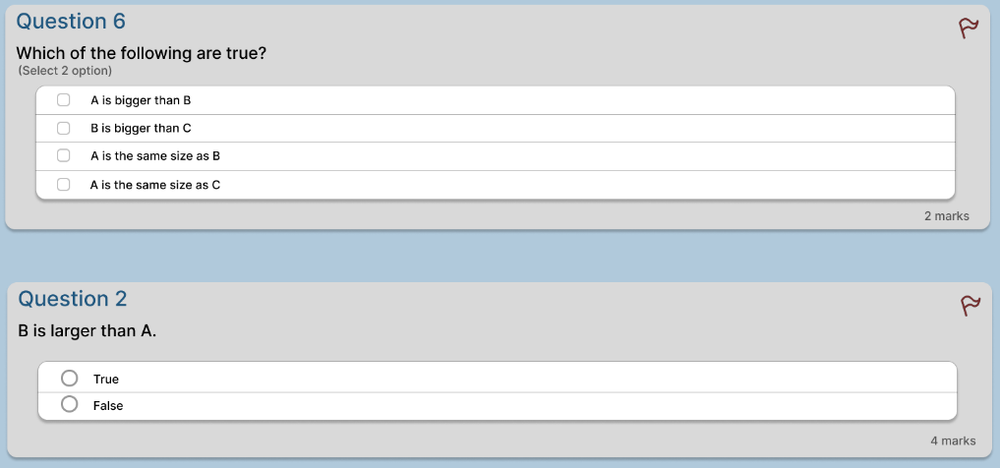 Question 6
Which of the following are true?
(Select 2 option)
A is bigger than B
B is bigger than C
A is the same size as B
A is the same size as C
2 marks
Question 2
B is larger than A.
True
False
4 marks